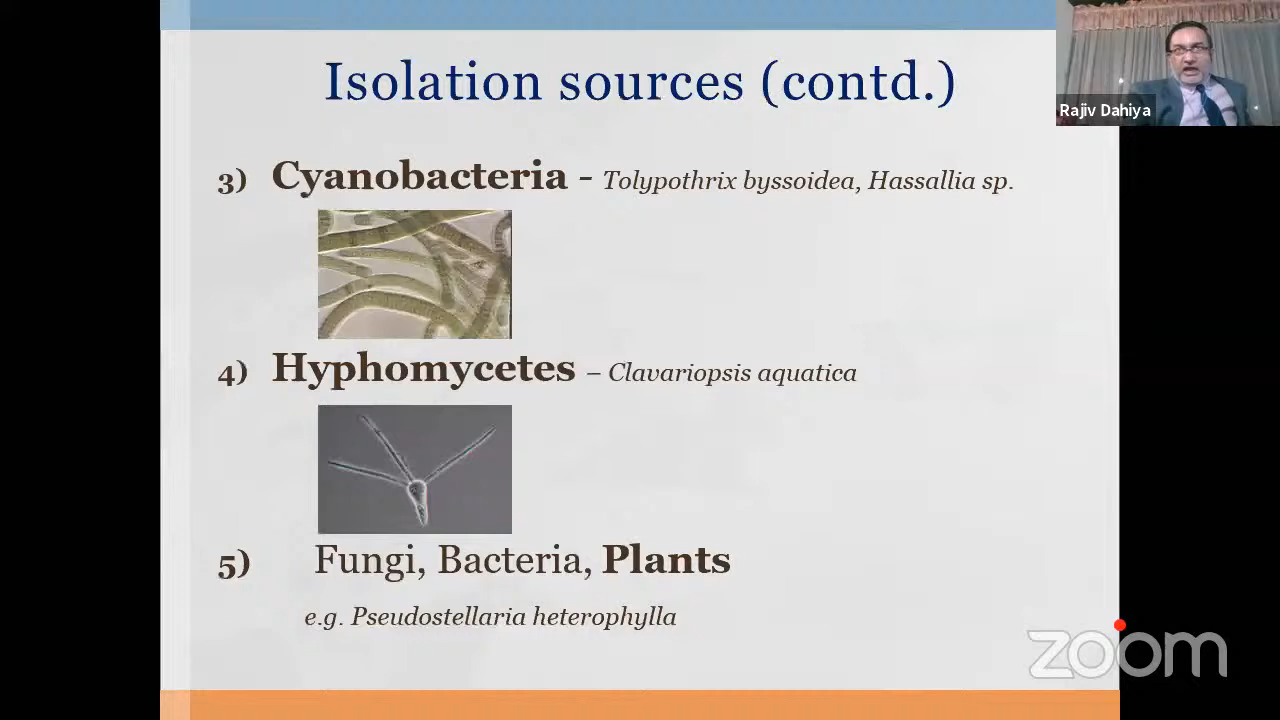 Isolation sources (contd.)
Rajiv Dahiya
3) Cyanobacteria - Tolypothrix byssoidea, Hassallia sp.
4) Hyphomycetes – Clavariopsis aquatica
5) Fungi, Bacteria, Plants
e.g. Pseudostellaria heterophylla
zoom